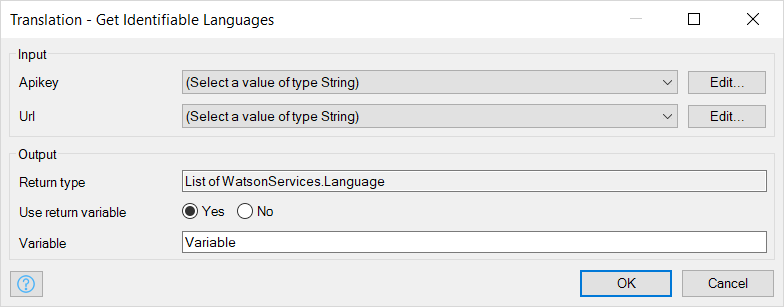 Translation - Get Identifiable Languages
Input
Apikey (Select a value of type String) Edit...
Url (Select a value of type String) Edit...
Output
Return type List of WatsonServices.Language
Use return variable Yes No
Variable Variable
? OK Cancel